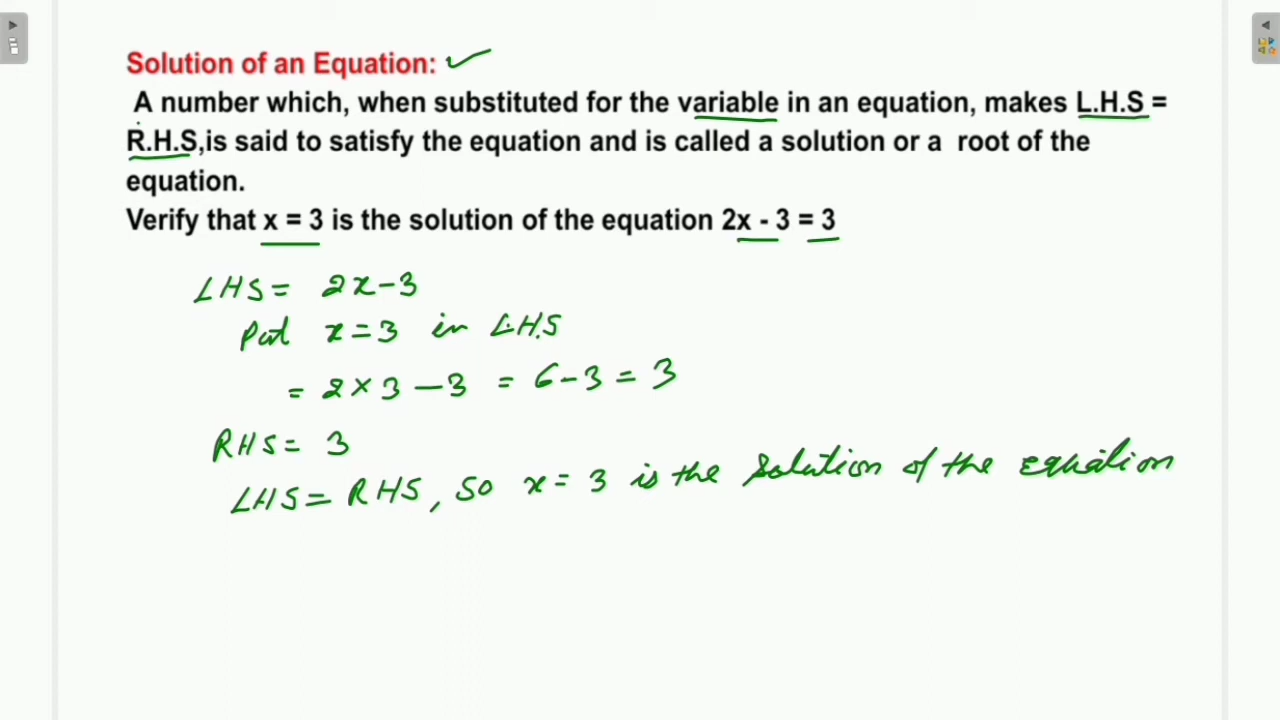 Solution of an Equation:
A number which, when substituted for the variable in an equation, makes L.H.S =
R.H.S,is said to satisfy the equation and is called a solution or a root of the
equation.
Verify that x = 3 is the solution of the equation 2x - 3 = 3
LHS = 2x-3
Put x=3 in L.H.S
= 2×3-3 = 6-3 = 3
RHS = 3
LHS = RHS, so x = 3 is the solution of the equation